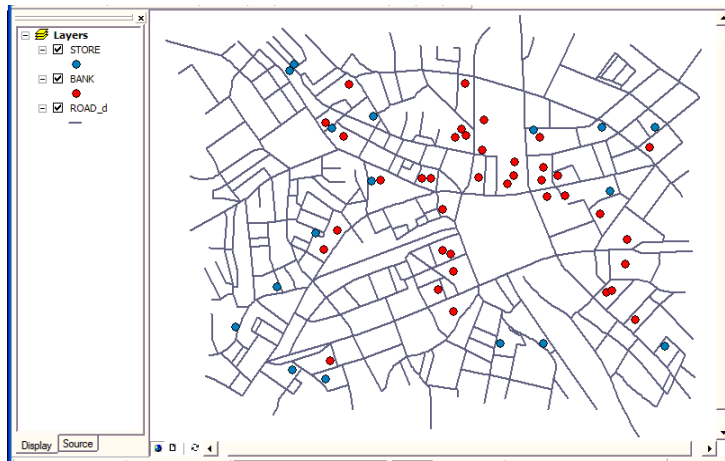 Layers
STORE
BANK
ROAD_d
Display
Source